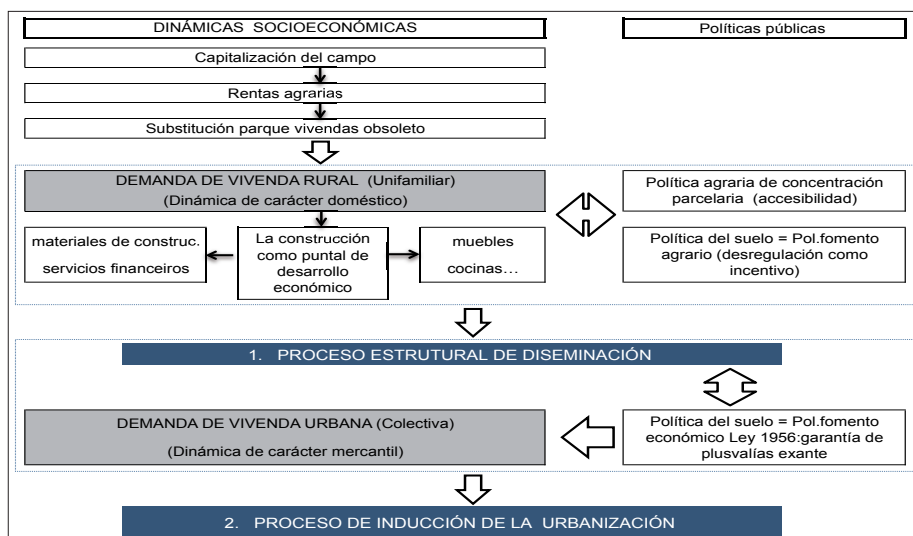 DINÁMICAS SOCIOECONÓMICAS
Políticas públicas
Capitalización del campo
Rentas agrarias
Substitución parque viviendas obsoleto
DEMANDA DE VIVENDA RURAL (Unifamiliar)
(Dinámica de carácter doméstico)
Política agraria de concentración
parcelaria (accesibilidad)
materiales de construc.
servicios financeiros
La construcción
como puntal de
desarrollo
económico
muebles
cocinas...
Política del suelo = Pol.fomento
agrario (desregulación como
incentivo)
1. PROCESO ESTRUTURAL DE DISEMINACIÓN
DEMANDA DE VIVENDA URBANA (Colectiva)
(Dinámica de carácter mercantil)
Política del suelo = Pol.fomento
económico Ley 1956:garantía de
plusvalías exante
2. PROCESO DE INDUCCIÓN DE LA URBANIZACIÓN